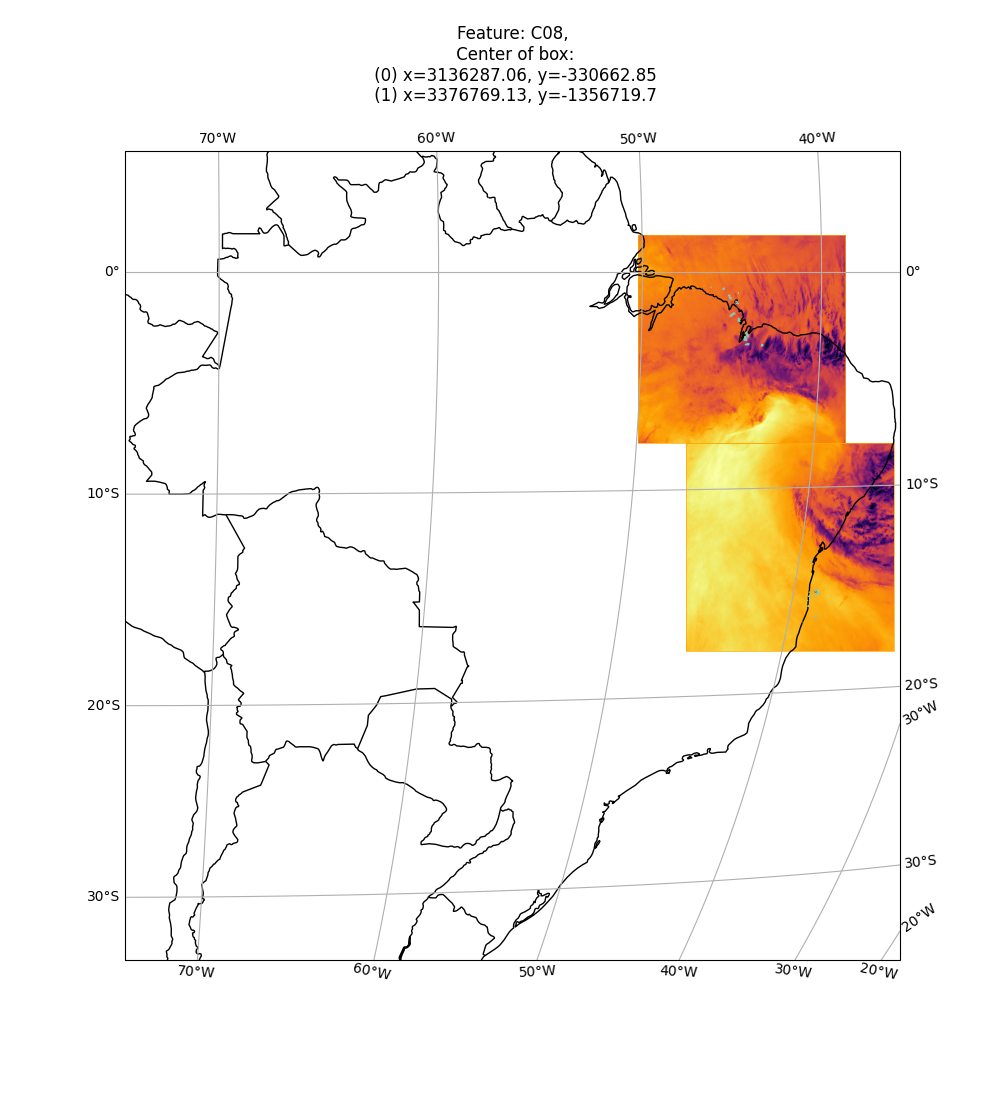 Feature: C08,
Center of box:
(0) x=3136287.06, y=-330662.85
(1) x=3376769.13, y=-1356719.7
70°W 60°W 50°W 40°W
0° 0°
10°S 10°S
20°S 20°S
30°W
30°S 30°S
20°W
70°W 60°W 50°W 40°W 30°W 20°W